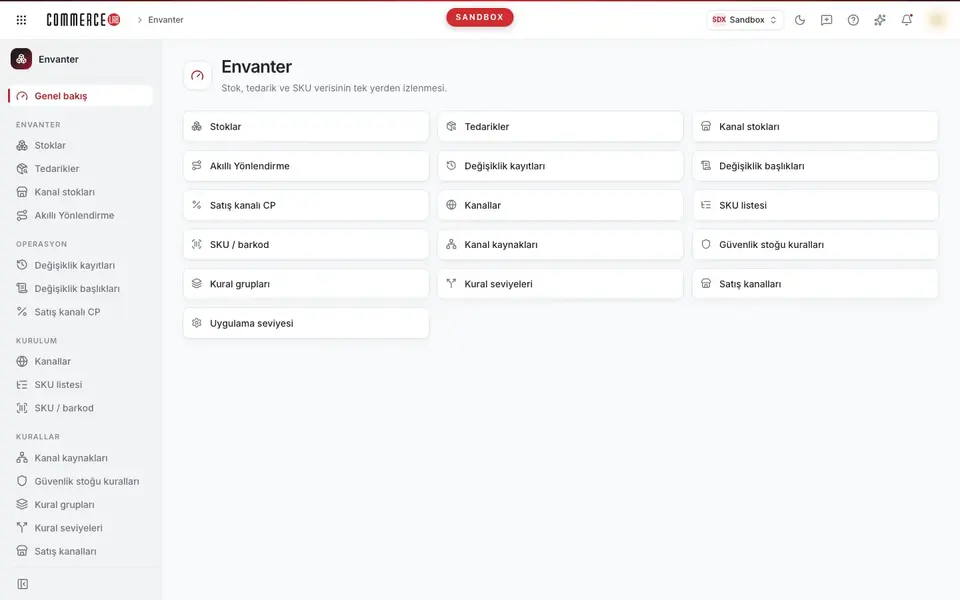 COMMERCE LAB
Envanter
SANDBOX
SDX Sandbox
Envanter
Genel bakış
ENVANTER
Stoklar
Tedarikler
Kanal stokları
Akıllı Yönlendirme
OPERASYON
Değişiklik kayıtları
Değişiklik başlıkları
Satış kanalı CP
KURULUM
Kanallar
SKU listesi
SKU / barkod
KURALLAR
Kanal kaynakları
Güvenlik stoğu kuralları
Kural grupları
Kural seviyeleri
Satış kanalları
Envanter
Stok, tedarik ve SKU verisinin tek yerden izlenmesi.
Stoklar
Tedarikler
Kanal stokları
Akıllı Yönlendirme
Değişiklik kayıtları
Değişiklik başlıkları
Satış kanalı CP
Kanallar
SKU listesi
SKU / barkod
Kanal kaynakları
Güvenlik stoğu kuralları
Kural grupları
Kural seviyeleri
Satış kanalları
Uygulama seviyesi